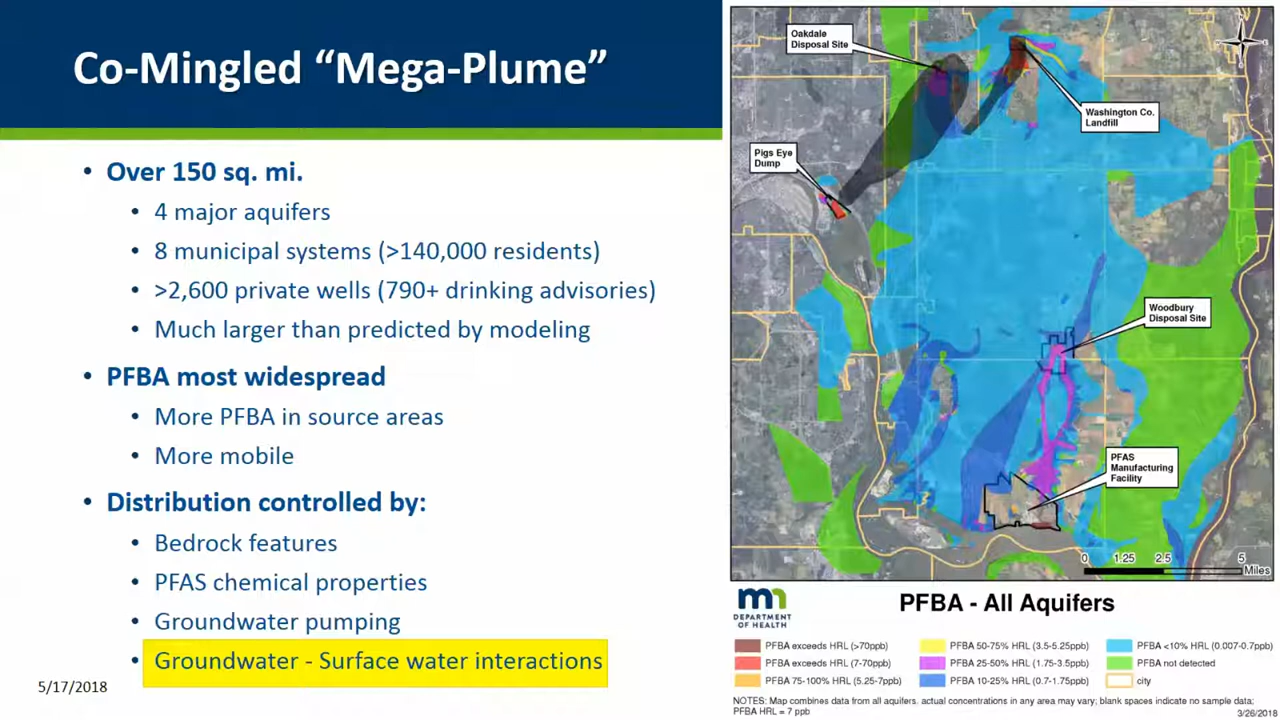 Co-Mingled “Mega-Plume”
• Over 150 sq. mi.
• 4 major aquifers
• 8 municipal systems (>140,000 residents)
• >2,600 private wells (790+ drinking advisories)
• Much larger than predicted by modeling
• PFBA most widespread
• More PFBA in source areas
• More mobile
• Distribution controlled by:
• Bedrock features
• PFAS chemical properties
• Groundwater pumping
• Groundwater - Surface water interactions
5/17/2018
Oakdale
Disposal Site
Washington Co.
Landfill
Pigs Eye
Dump
Woodbury
Disposal Site
PFAS
Manufacturing
Facility
0 1.25 2.5 5
Miles
mn
DEPARTMENT
OF HEALTH
PFBA - All Aquifers
PFBA exceeds HRL (>70ppb)
PFBA exceeds HRL (7-70ppb)
PFBA 75-100% HRL (5.25-7ppb)
PFBA 50-75% HRL (3.5-5.25ppb)
PFBA 25-50% HRL (1.75-3.5ppb)
PFBA 10-25% HRL (0.7-1.75ppb)
PFBA <10% HRL (0.007-0.7ppb)
PFBA not detected
city
NOTES: Map combines data from all aquifers. actual concentrations in any area may vary; blank spaces indicate no sample data;
PFBA HRL = 7 ppb
3/26/2018